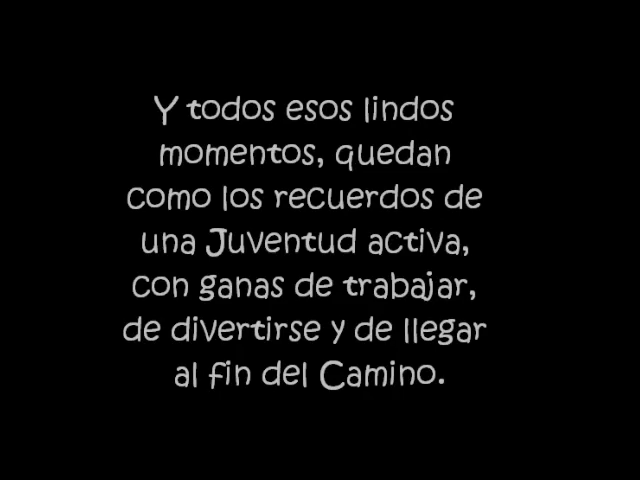 Y todos esos lindos
momentos, quedan
como los recuerdos de
una Juventud activa,
con ganas de trabajar,
de divertirse y de llegar
al fin del Camino.